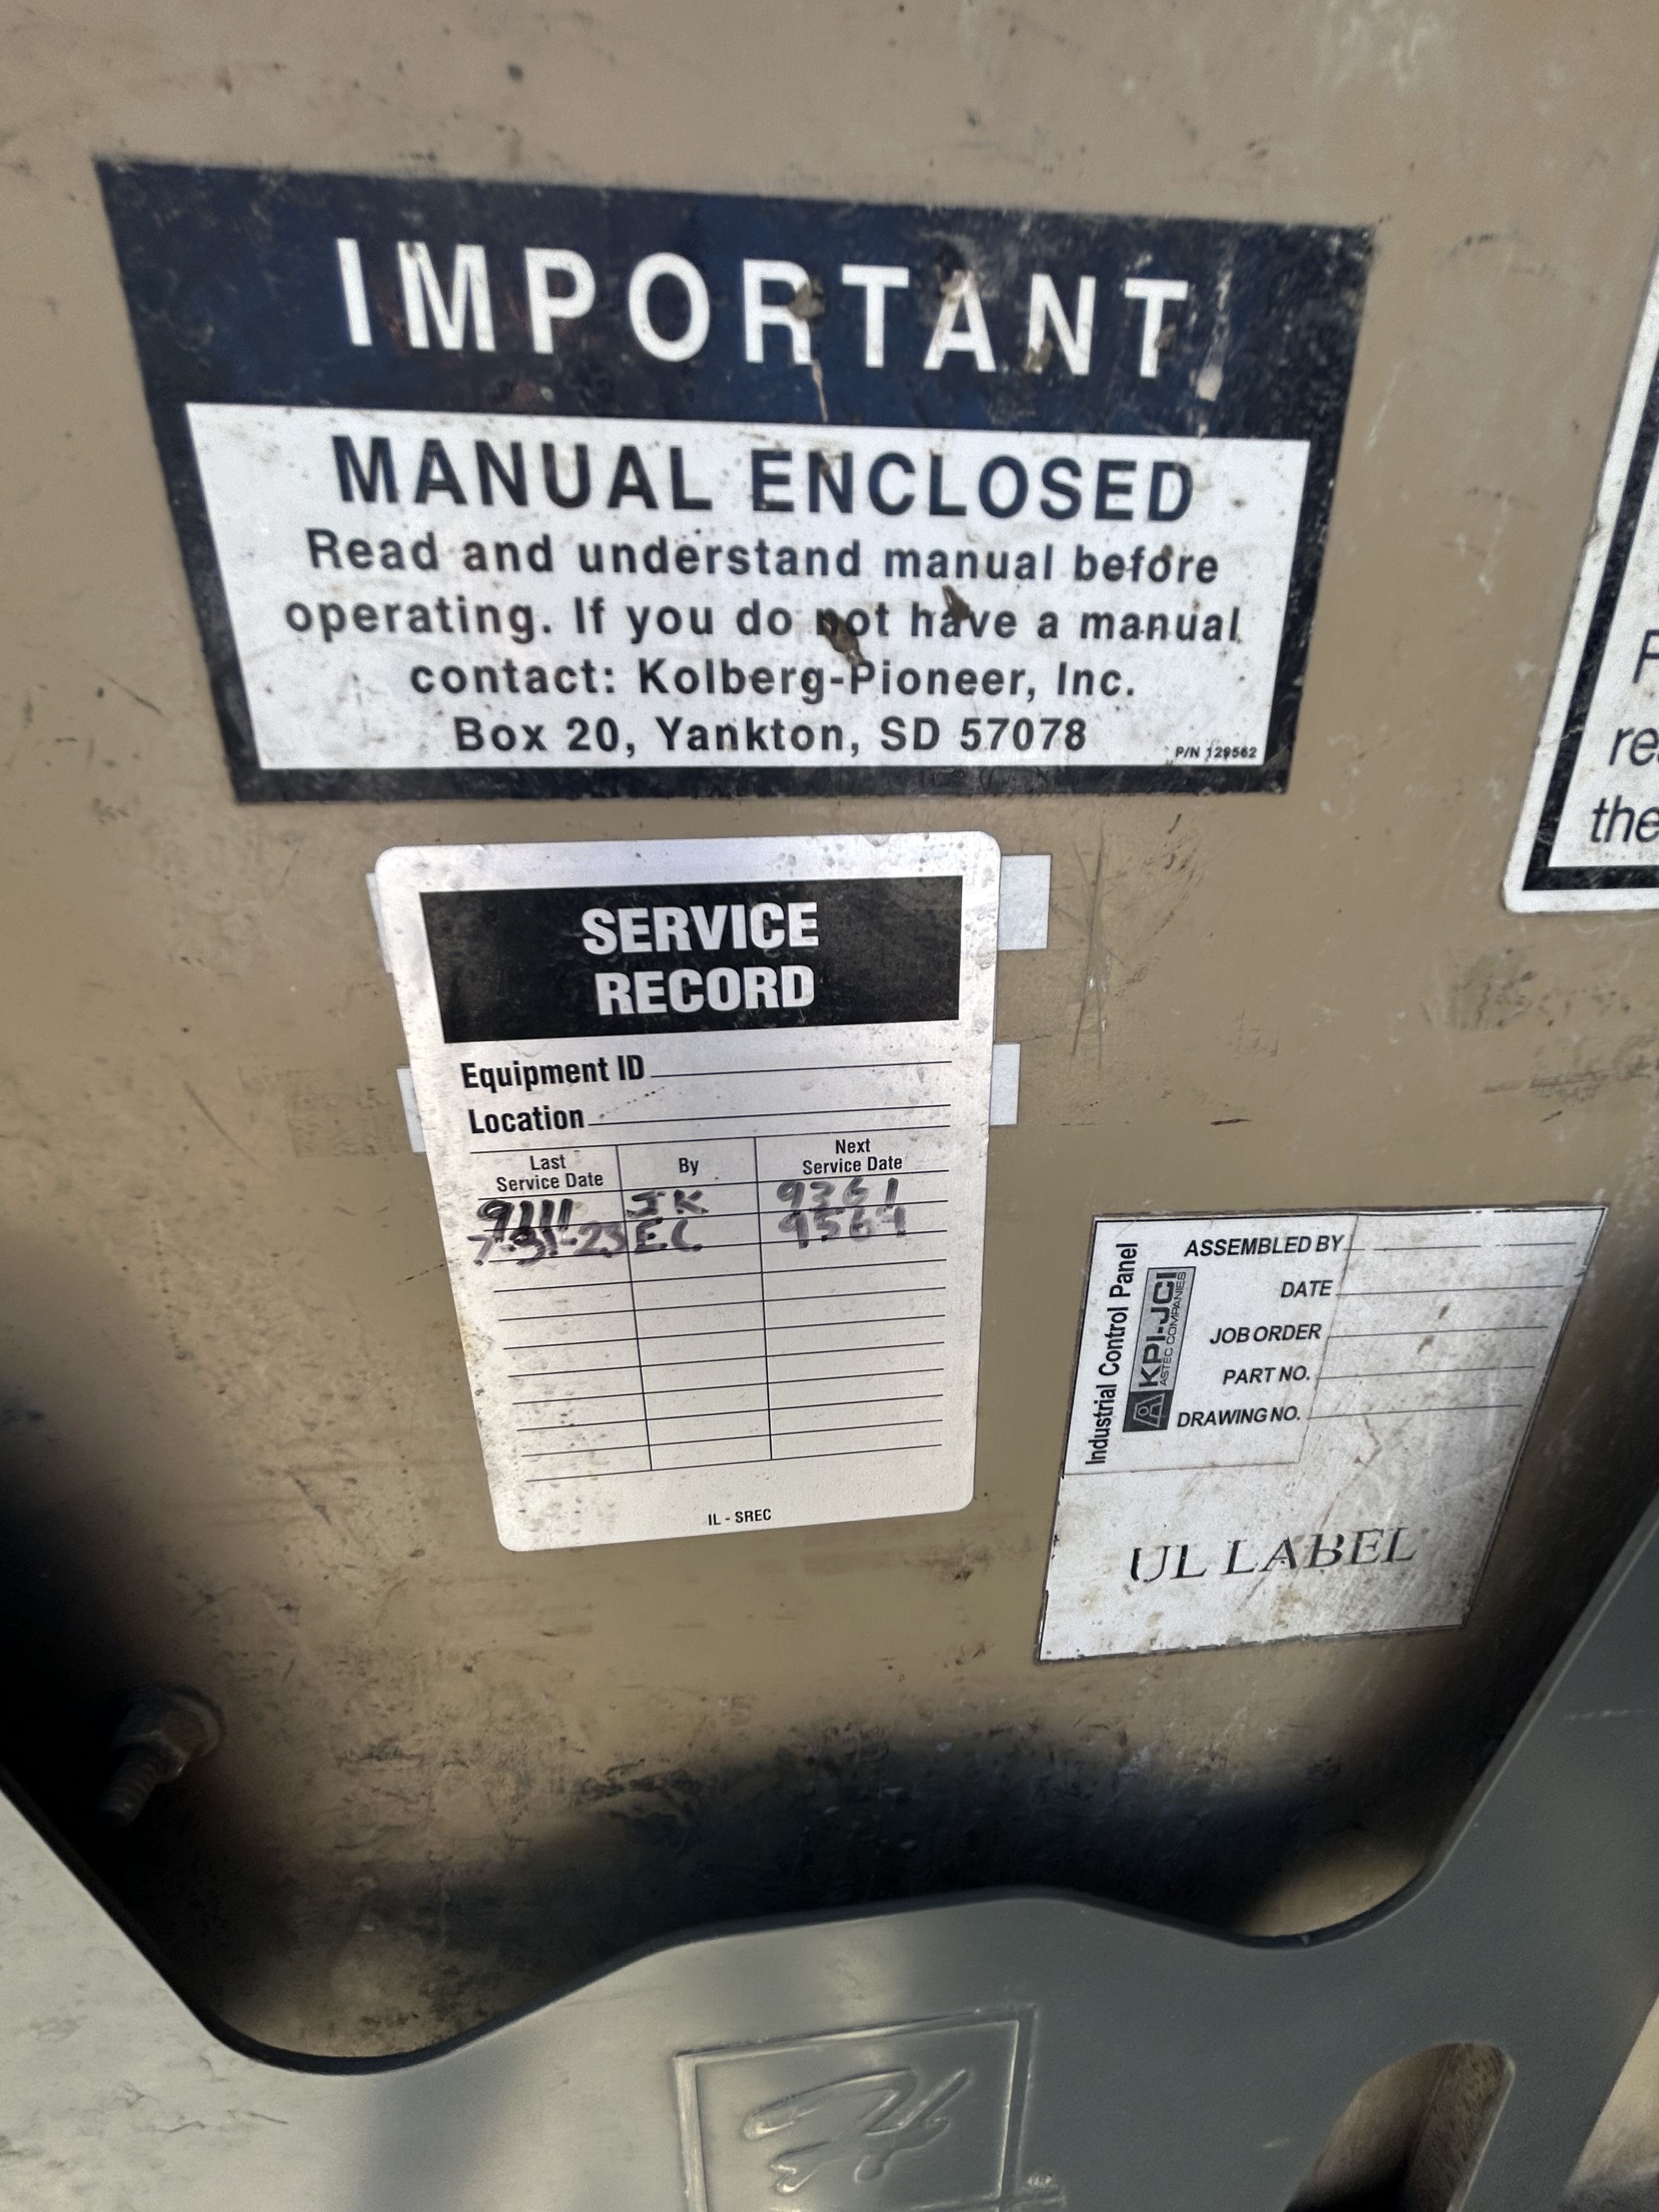 IMPORTANT
MANUAL ENCLOSED
Read and understand manual before
operating. If you do not have a manual
contact: Kolberg-Pioneer, Inc.
Box 20, Yankton, SD 57078
P/N 129562
re
the
SERVICE
RECORD
Equipment ID
Location
Last
Service Date
By
Next
Service Date
9111 JK 9361
7-31-23 EC
Industrial Control Panel
KPI-JCI
ASTEC COMPANIES
ASSEMBLED BY
DATE
JOB ORDER
PART NO.
DRAWING NO.
UL LABEL
IL - SREC